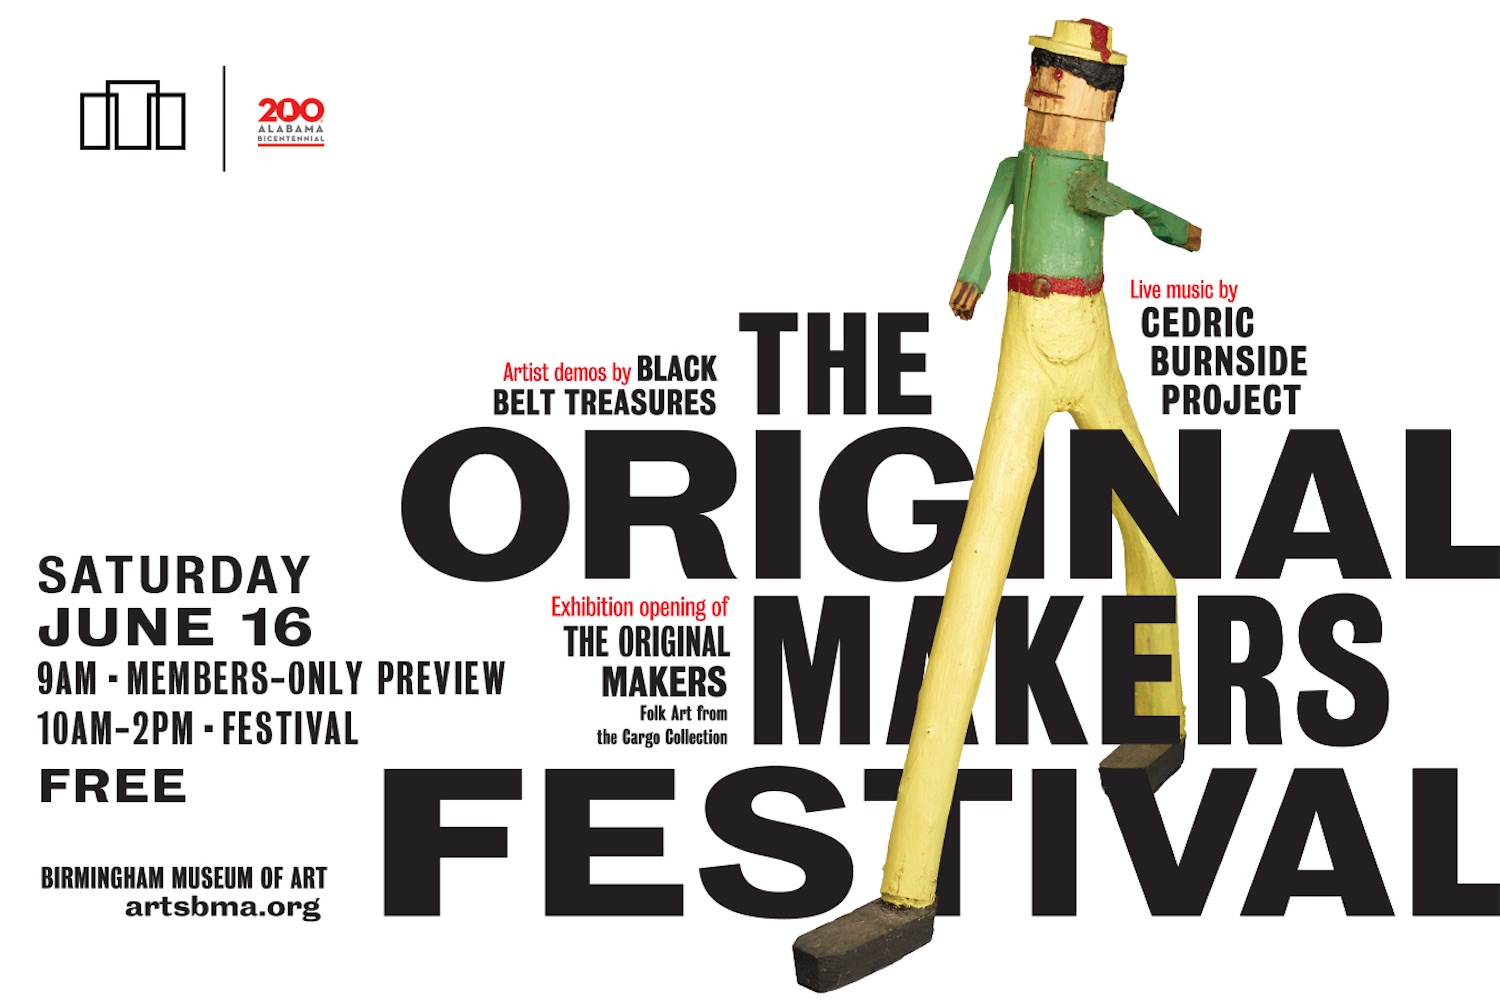 200
ALABAMA
BICENTENNIAL
Live music by
CEDRIC
BURNSIDE
PROJECT
Artist demos by BLACK
BELT TREASURES
THE
ORIGINAL
MAKERS
FESTIVAL
Exhibition opening of
THE ORIGINAL
MAKERS
Folk Art from
the Cargo Collection
SATURDAY
JUNE 16
9AM · MEMBERS-ONLY PREVIEW
10AM-2PM · FESTIVAL
FREE
BIRMINGHAM MUSEUM OF ART
artsbma.org